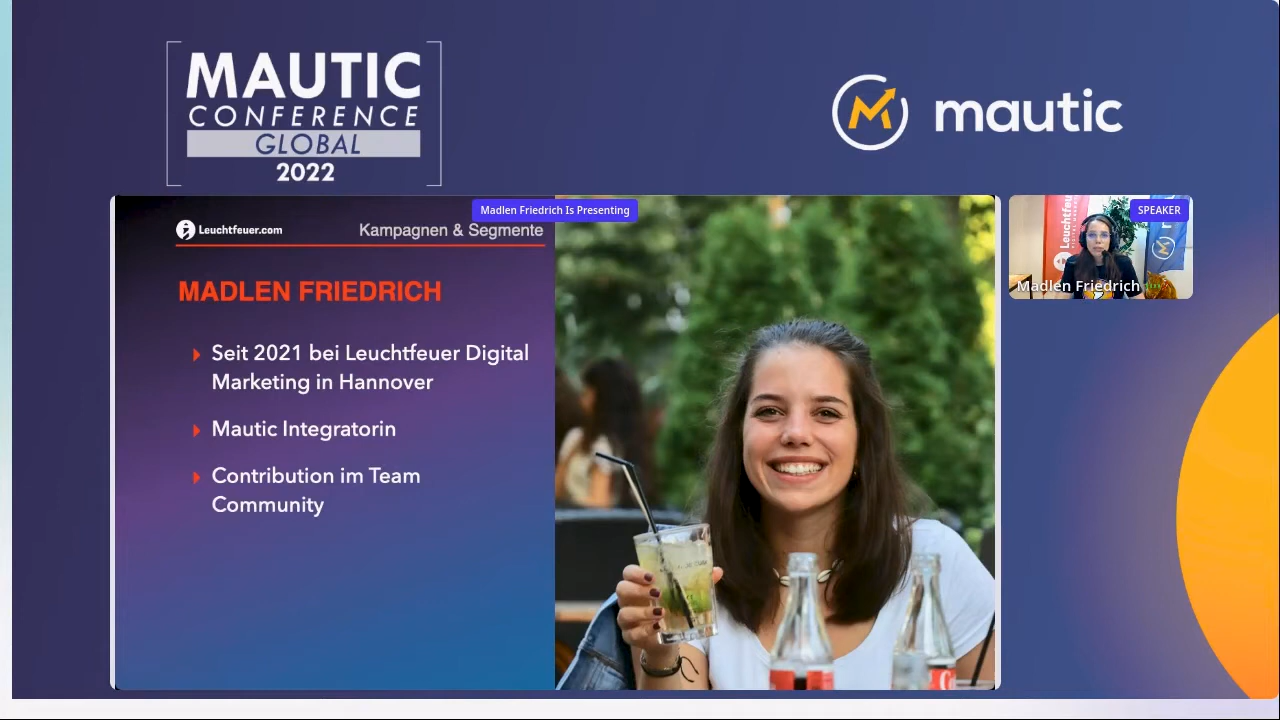 MAUTIC
CONFERENCE
GLOBAL
2022
mautic
Madlen Friedrich Is Presenting
Leuchtfeuer.com
Kampagnen & Segmente
MADLEN FRIEDRICH
Seit 2021 bei Leuchtfeuer Digital
Marketing in Hannover
Mautic Integratorin
Contribution im Team
Community
SPEAKER
Leuchtfeuer
Madlen Friedrich